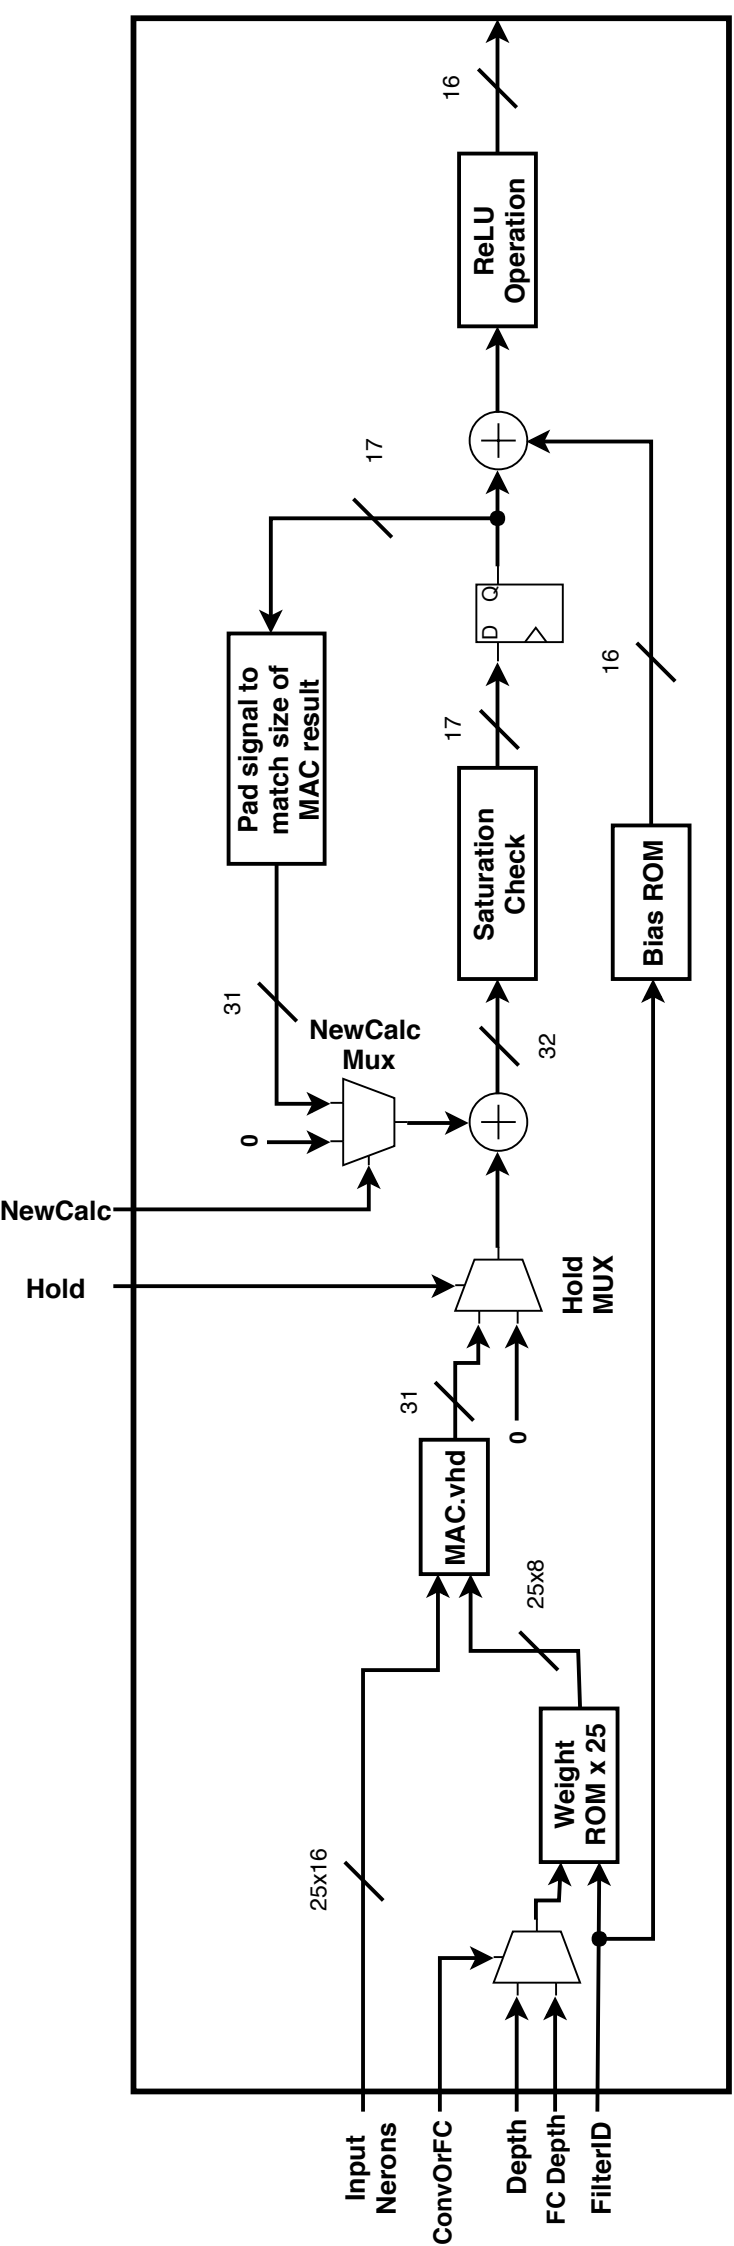 16
ReLU
Operation
17
Pad signal to
match size of
MAC result
D
Q
17
16
Saturation
Check
Bias ROM
31
NewCalc
Mux
32
0
NewCalc
Hold
Hold
MUX
31
0
MAC.vhd
25x8
Weight
ROM x 25
25x16
Input
Nerons
ConvOrFC
Depth
FC Depth
FilterID